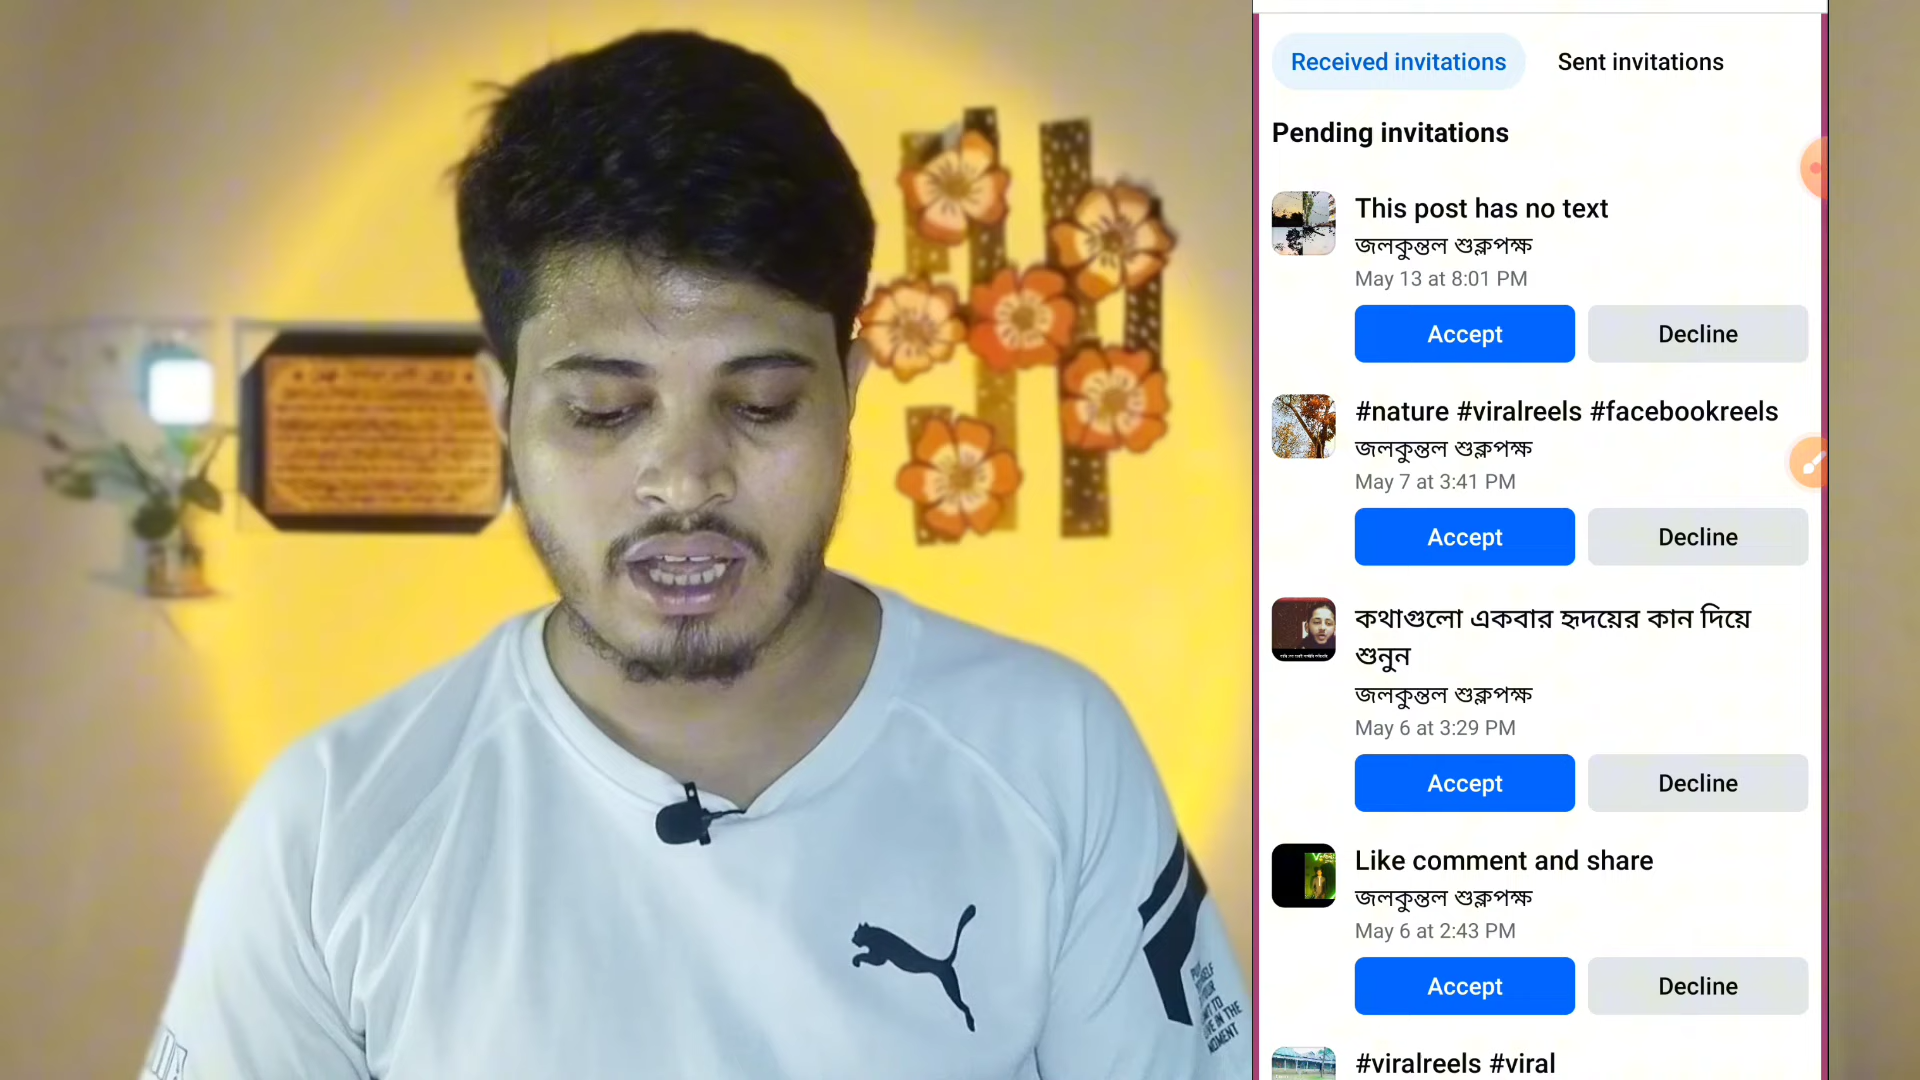 Received invitations
Sent invitations
Pending invitations
This post has no text
জলকুন্তল শুক্লপক্ষ
May 13 at 8:01 PM
Accept
Decline
#nature #viralreels #facebookreels
জলকুন্তল শুক্লপক্ষ
May 7 at 3:41 PM
Accept
Decline
কথাগুলো একবার হৃদয়ের কান দিয়ে
শুনুন
জলকুন্তল শুক্লপক্ষ
May 6 at 3:29 PM
Accept
Decline
Like comment and share
জলকুন্তল শুক্লপক্ষ
May 6 at 2:43 PM
Accept
Decline
#viralreels #viral
IN THE
MOMENT